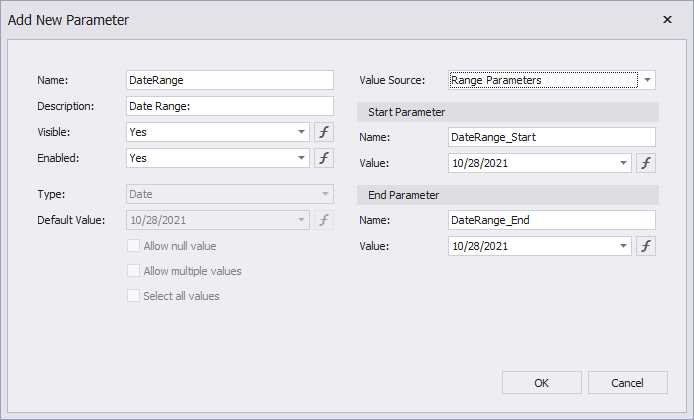 Add New Parameter
Name: DateRange
Description: Date Range:
Visible: Yes
Enabled: Yes
Type: Date
Default Value: 10/28/2021
Allow null value
Allow multiple values
Select all values
Value Source: Range Parameters
Start Parameter
Name: DateRange_Start
Value: 10/28/2021
End Parameter
Name: DateRange_End
Value: 10/28/2021
OK Cancel